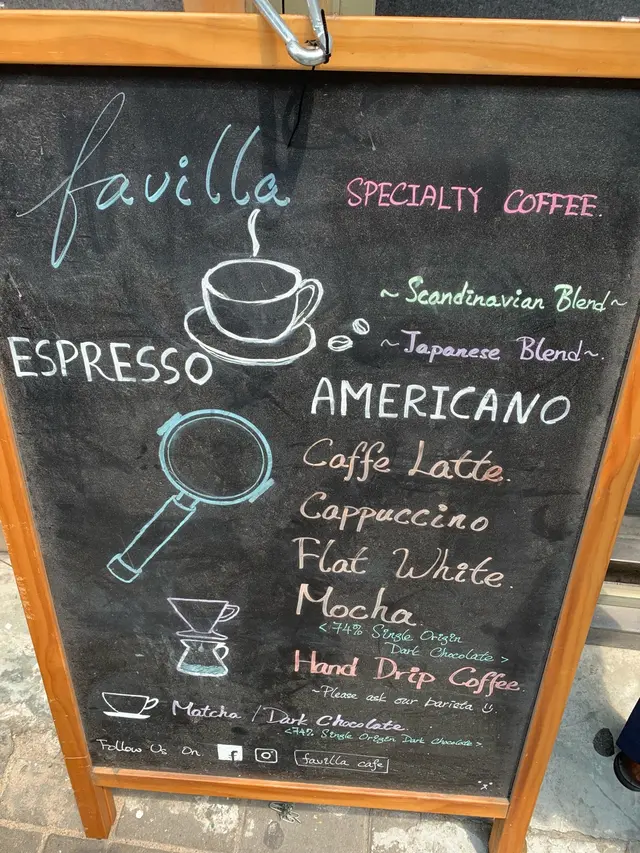 favilla
SPECIALTY COFFEE.
~Scandinavian Blend~
~Japanese Blend~.
ESPRESSO
AMERICANO
Caffe Latte.
Cappuccino
Flat White.
Mocha.
<74% Single Origin
Dark Chocolate>
Hand Drip Coffee.
~Please ask our barista
Matcha / Dark Chocolate.
<74% Single Origin Dark Chocolate>
Follow Us On f favilla cafe